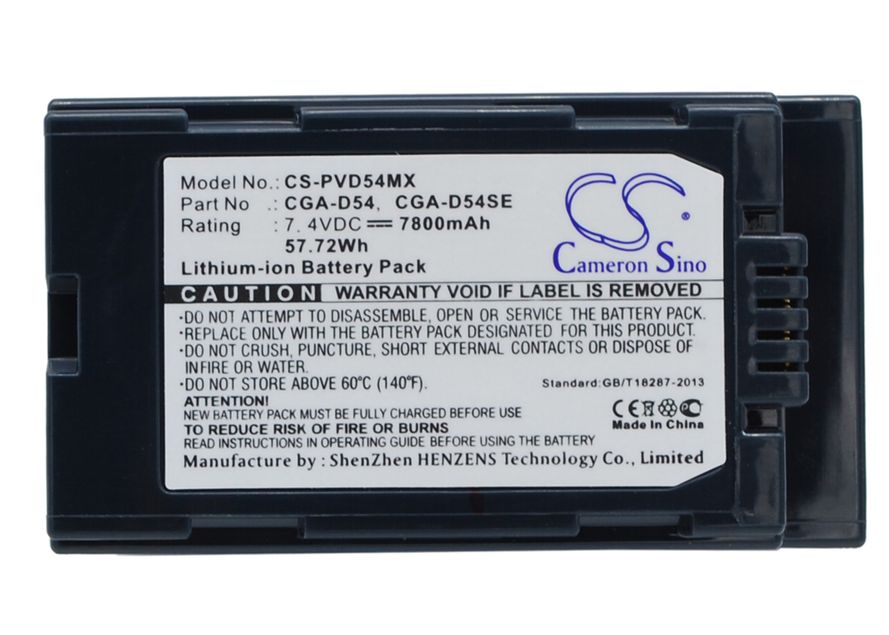 Model No.: CS-PVD54MX
Part No : CGA-D54, CGA-D54SE
Rating : 7.4VDC 7800mAh
57.72Wh
Lithium-ion Battery Pack
CS
Cameron Sino
CAUTION WARRANTY VOID IF LABEL IS REMOVED
•DO NOT ATTEMPT TO DISASSEMBLE, OPEN OR SERVICE THE BATTERY PACK.
•REPLACE ONLY WITH THE BATTERY PACK DESIGNATED FOR THIS PRODUCT.
•DO NOT CRUSH, PUNCTURE, SHORT EXTERNAL CONTACTS OR DISPOSE OF
INFIRE OR WATER.
•DO NOT STORE ABOVE 60°C (140°F).
Standard:GB/T18287-2013
ATTENTION!
NEW BATTERY PACK MUST BE FULLY CHARGED BEFORE USE
TO REDUCE RISK OF FIRE OR BURNS
READ INSTRUCTIONS IN OPERATING GUIDE BEFORE USING THE BATTERY
CE
Made In China
Manufacture by : ShenZhen HENZENS Technology Co., Limited